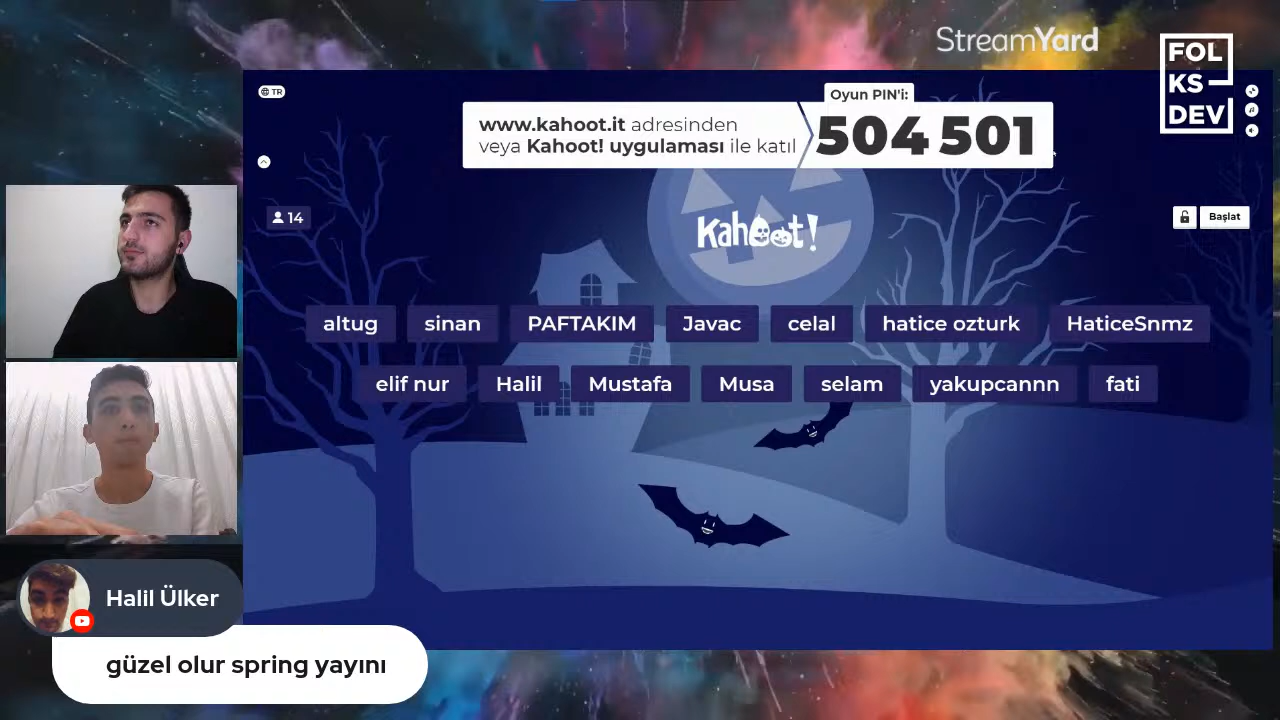 StreamYard
FOL
KS
DEV
TR
Oyun PIN'i:
www.kahoot.it adresinden
veya Kahoot! uygulaması ile katıl
504 501
14
Kahoot!
Başlat
altug sinan PAFTAKIM Javac celal hatice ozturk HaticeSnmz
elif nur Halil Mustafa Musa selam yakupcannn fati
Halil Ülker
güzel olur spring yayını